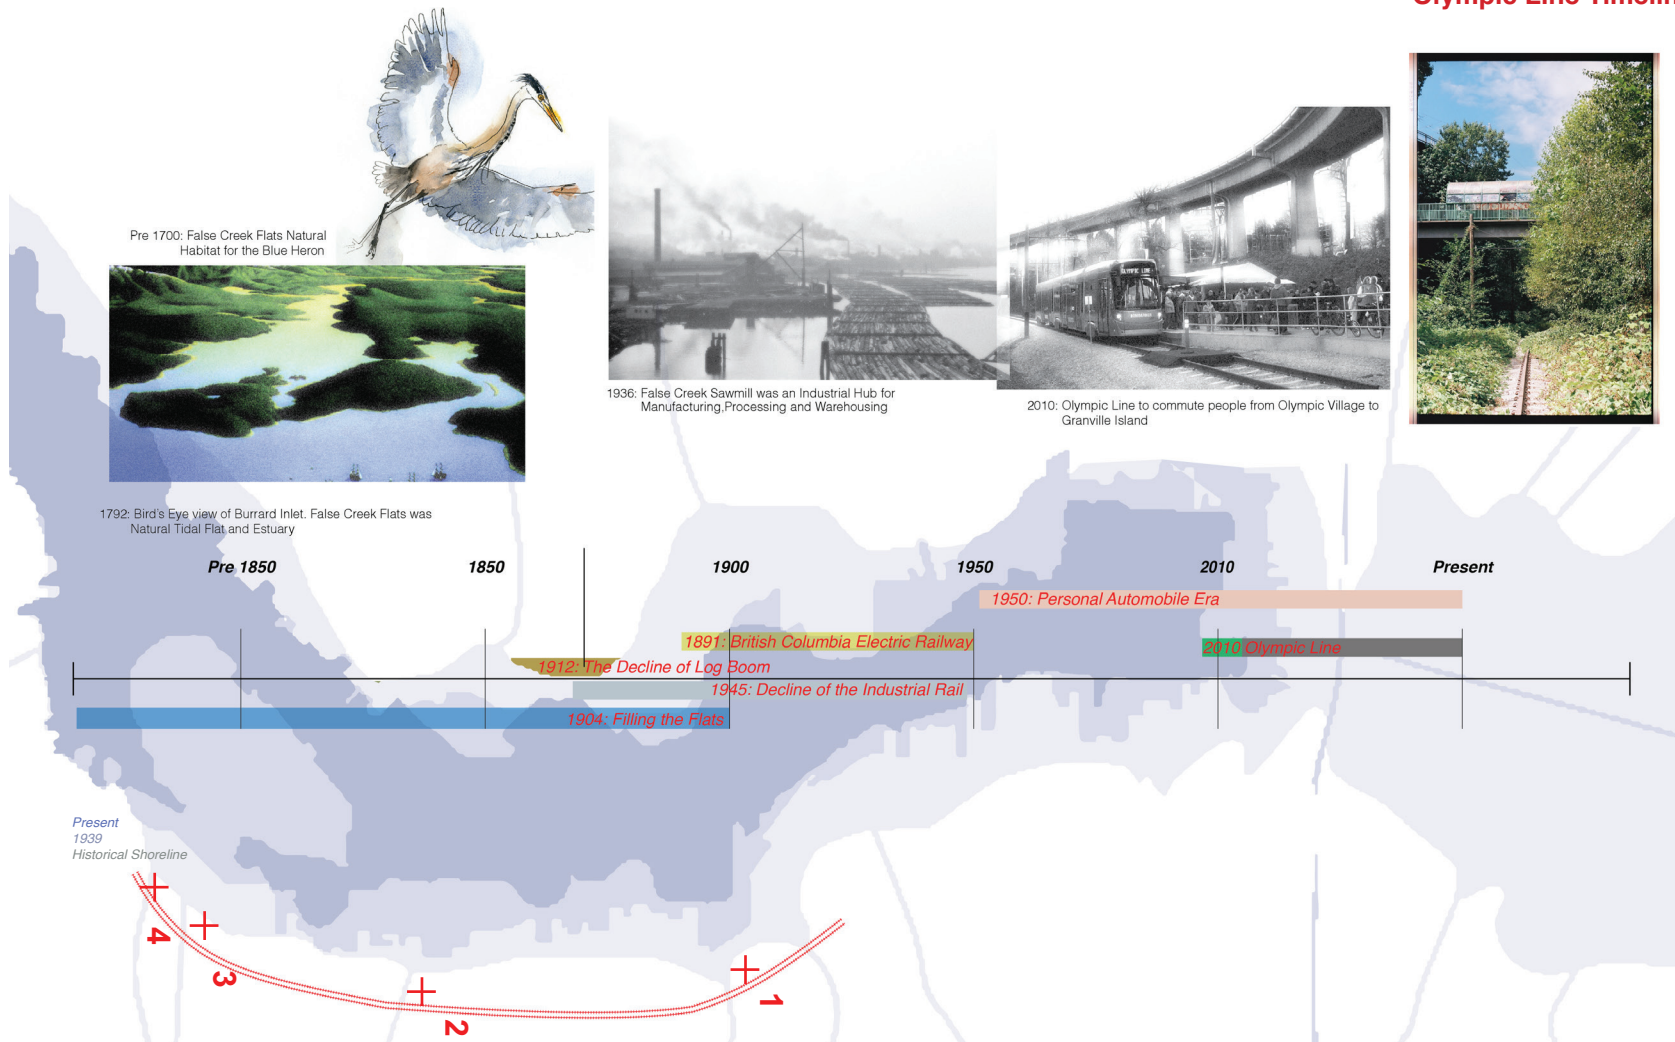 Olympic Line Timelin
Pre 1700: False Creek Flats Natural
Habitat for the Blue Heron
1936: False Creek Sawmill was an Industrial Hub for
Manufacturing,Processing and Warehousing
OLYMPIC LINE
2010: Olympic Line to commute people from Olympic Village to
Granville Island
1792: Bird's Eye view of Burrard Inlet. False Creek Flats was
Natural Tidal Flat and Estuary
Pre 1850
1850
1900
1950
2010
Present
1950: Personal Automobile Era
1891: British Columbia Electric Railway
2010 Olympic Line
1912: The Decline of Log Boom
1945: Decline of the Industrial Rail
1904: Filling the Flats
Present
1939
Historical Shoreline
4
3
2
1